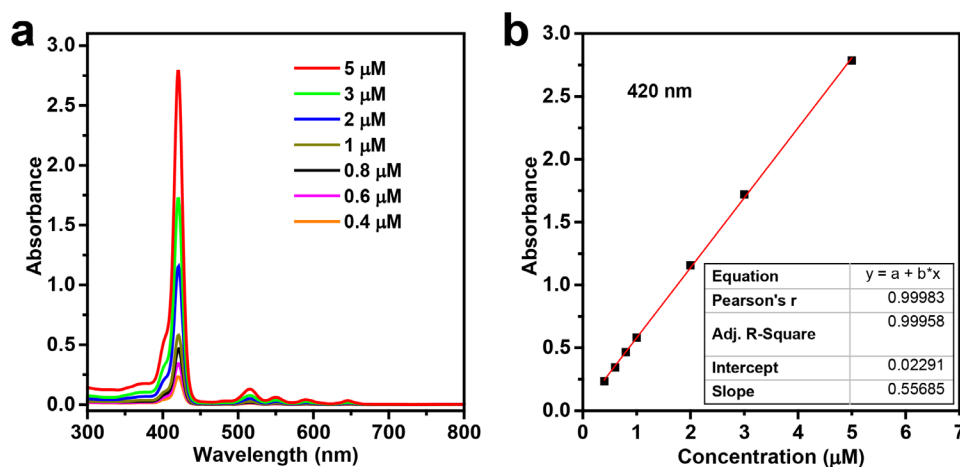 a
3.0
2.5
2.0
1.5
1.0
0.5
0.0
Absorbance
300 400 500 600 700 800
Wavelength (nm)
5 μM
3 μM
2 μM
1 μM
0.8 μM
0.6 μM
0.4 μM
b
3.0
2.5
2.0
1.5
1.0
0.5
0.0
Absorbance
0 1 2 3 4 5 6 7
Concentration (μM)
420 nm
Equation y = a + b*x
Pearson's r 0.99983
Adj. R-Square 0.99958
Intercept 0.02291
Slope 0.55685